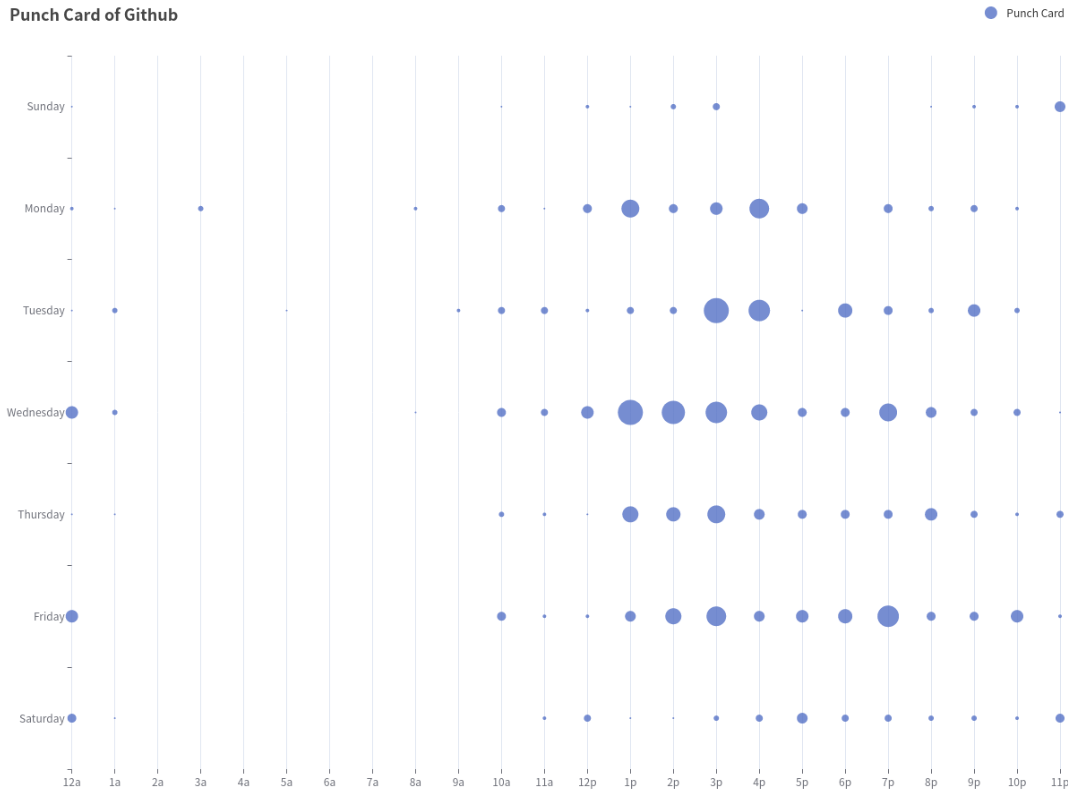 Punch Card of Github
Punch Card
Sunday
Monday
Tuesday
Wednesday
Thursday
Friday
Saturday
12a 1a 2a 3a 4a 5a 6a 7a 8a 9a 10a 11a 12p 1p 2p 3p 4p 5p 6p 7p 8p 9p 10p 11p